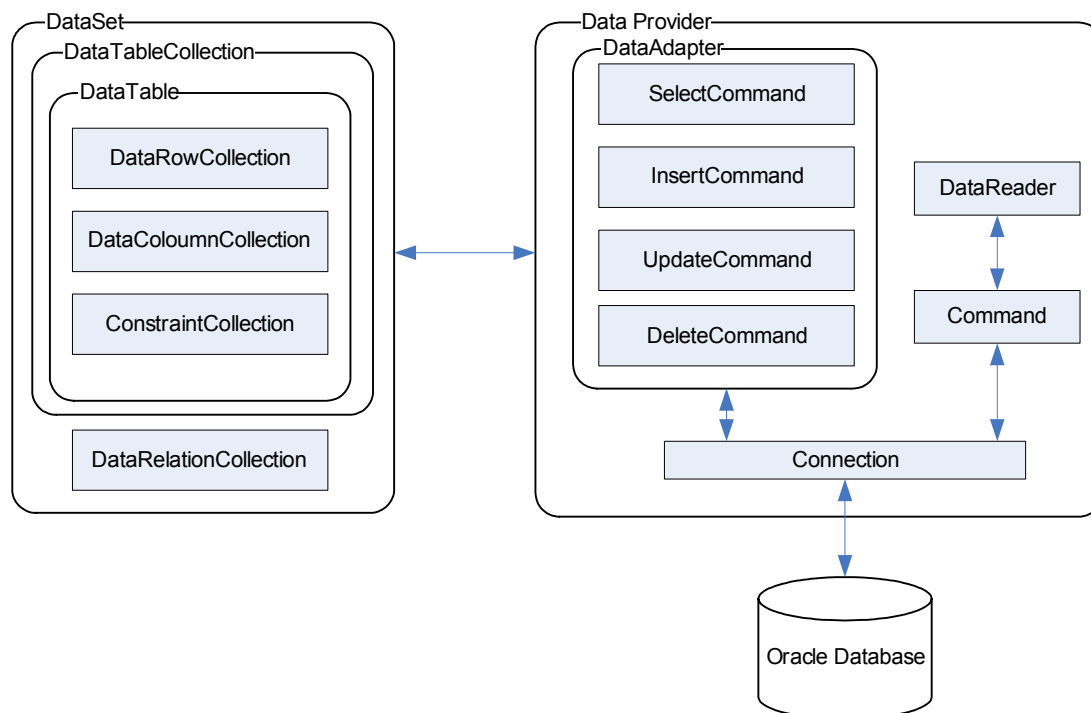 DataSet
DataTableCollection
DataTable
DataRowCollection
DataColoumnCollection
ConstraintCollection
DataRelationCollection
Data Provider
DataAdapter
SelectCommand
InsertCommand
UpdateCommand
DeleteCommand
DataReader
Command
Connection
Oracle Database